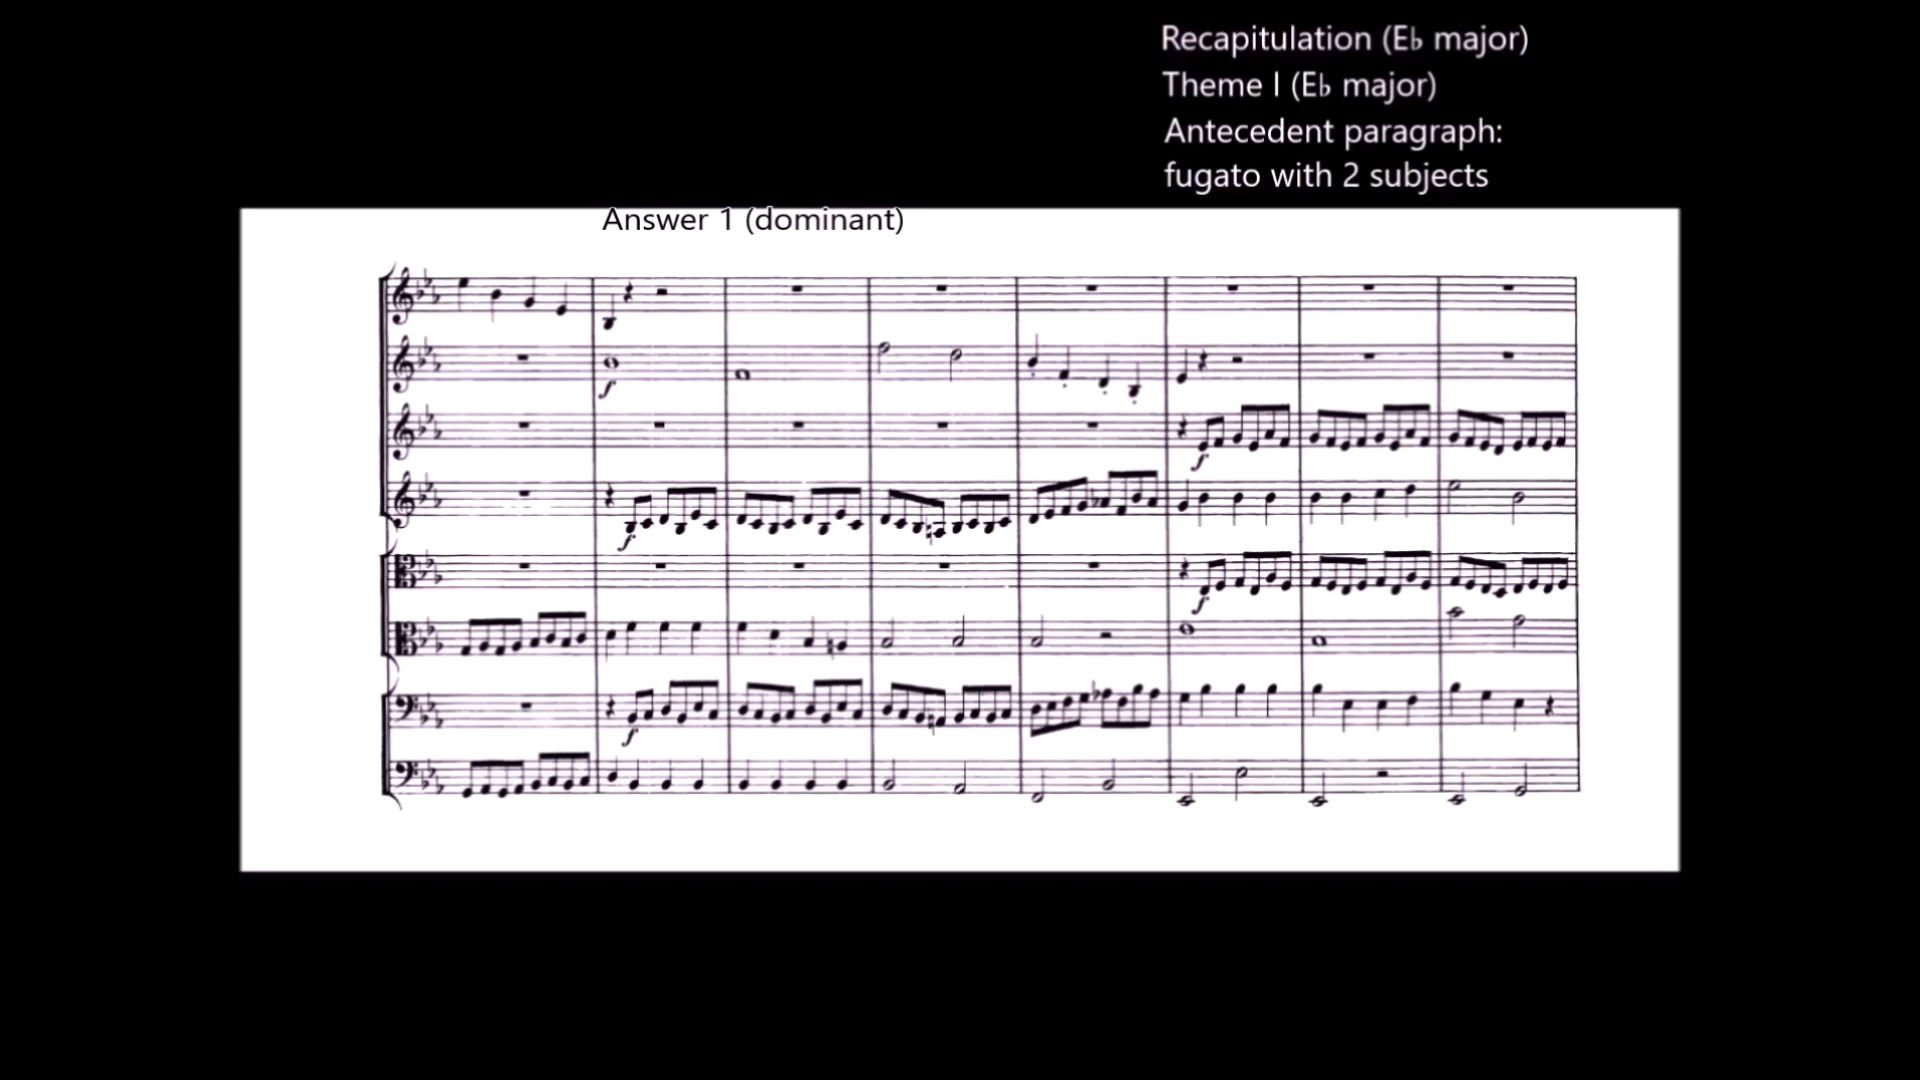 Recapitulation (E♭ major)
Theme I (E♭ major)
Antecedent paragraph:
fugato with 2 subjects
Answer 1 (dominant)
f
f
f
f
f